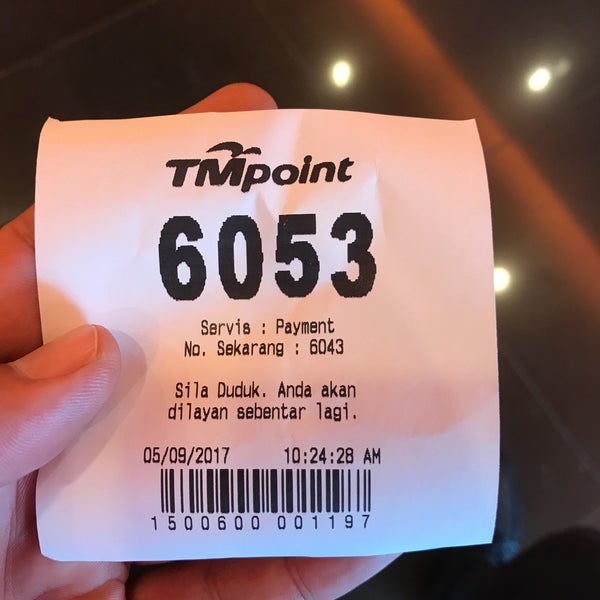 TMpoint
6053
Servis : Payment
No. Sekarang : 6043
Sila Duduk. Anda akan
dilayan sebentar lagi.
05/09/2017 10:24:28 AM
1500600 001197